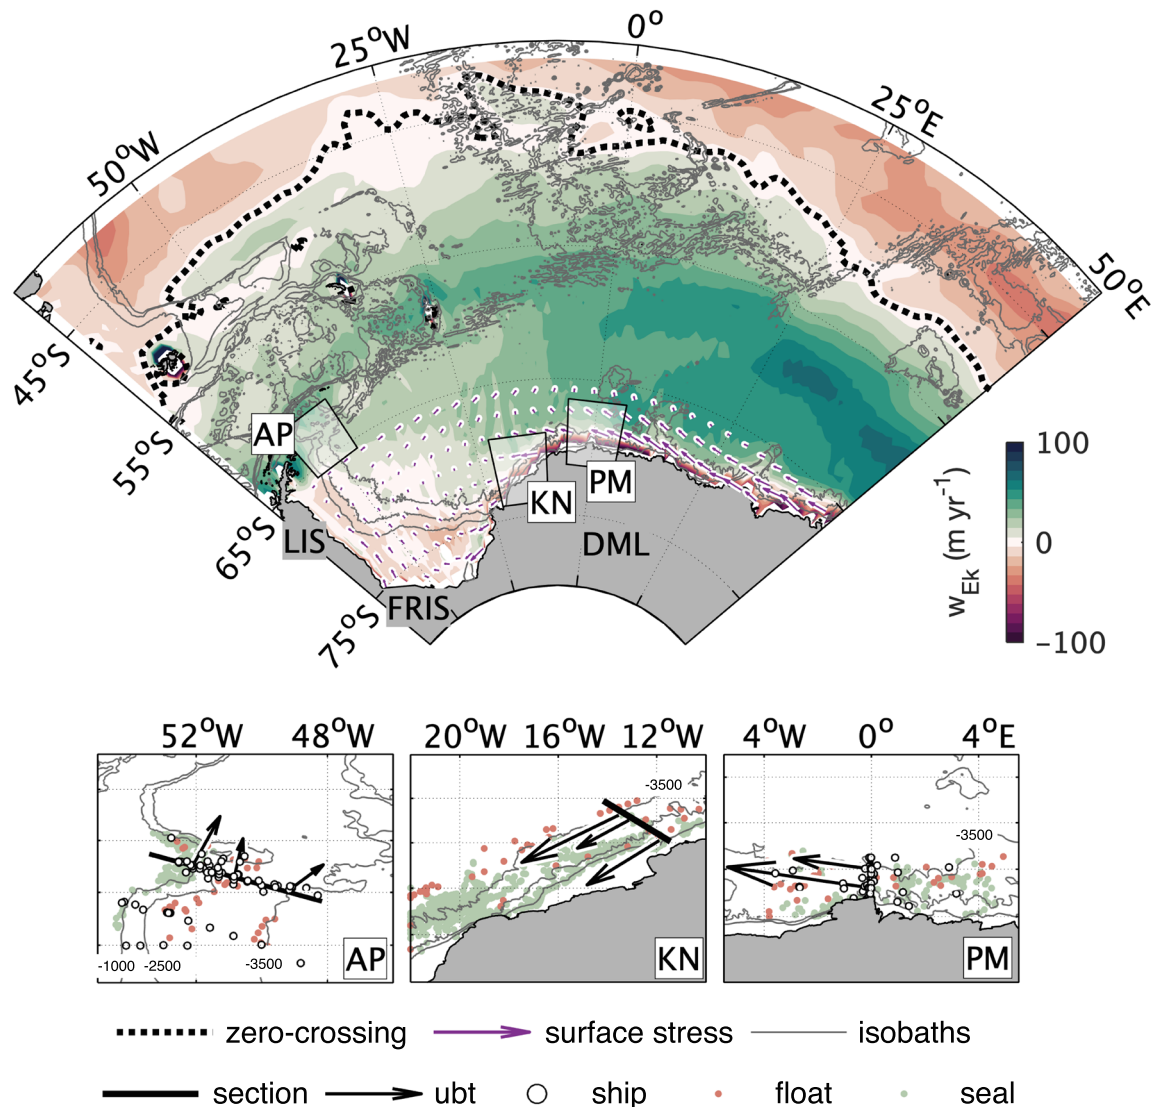 0°
25°W
25°E
50°W
50°E
45°S
55°S
65°S
75°S
AP
KN
PM
LIS
DML
FRIS
100
0
−100
wEk (m yr-1)
52°W 48°W
20°W 16°W 12°W
4°W 0° 4°E
-3500
-3500
-1000 -2500 -3500
AP
KN
PM
zero-crossing surface stress isobaths
section ubt ship float seal